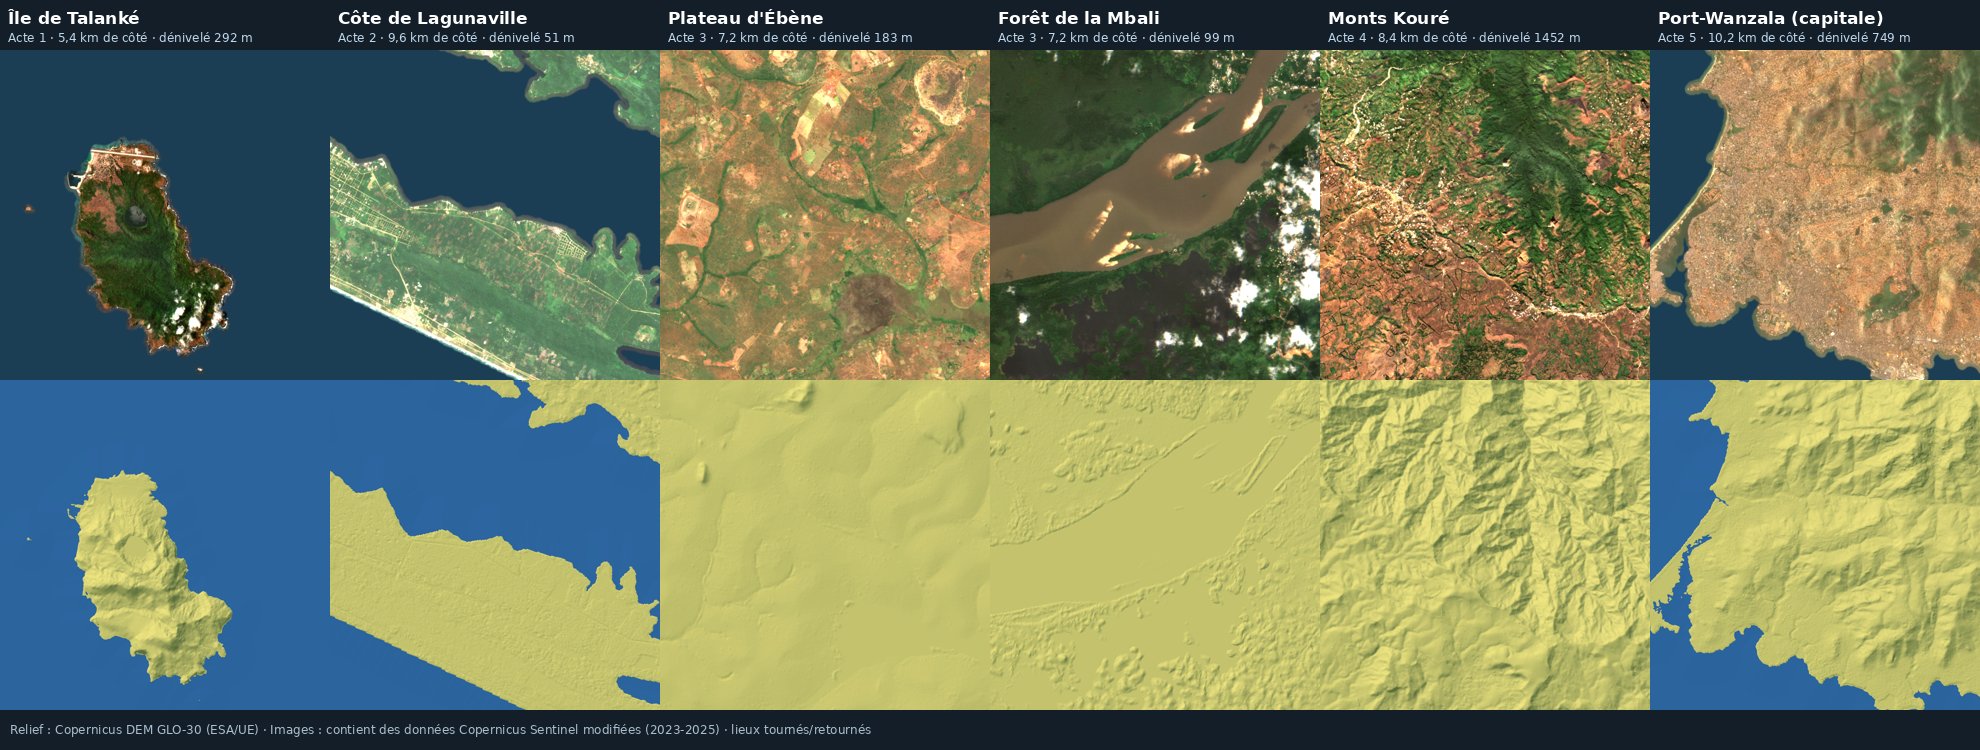 Île de Talanké
Acte 1 · 5,4 km de côté · dénivelé 292 m
Côte de Lagunaville
Acte 2 · 9,6 km de côté · dénivelé 51 m
Plateau d'Ébène
Acte 3 · 7,2 km de côté · dénivelé 183 m
Forêt de la Mbali
Acte 3 · 7,2 km de côté · dénivelé 99 m
Monts Kouré
Acte 4 · 8,4 km de côté · dénivelé 1452 m
Port-Wanzala (capitale)
Acte 5 · 10,2 km de côté · dénivelé 749 m
Relief : Copernicus DEM GLO-30 (ESA/UE) · Images : contient des données Copernicus Sentinel modifiées (2023-2025) · lieux tournés/retournés